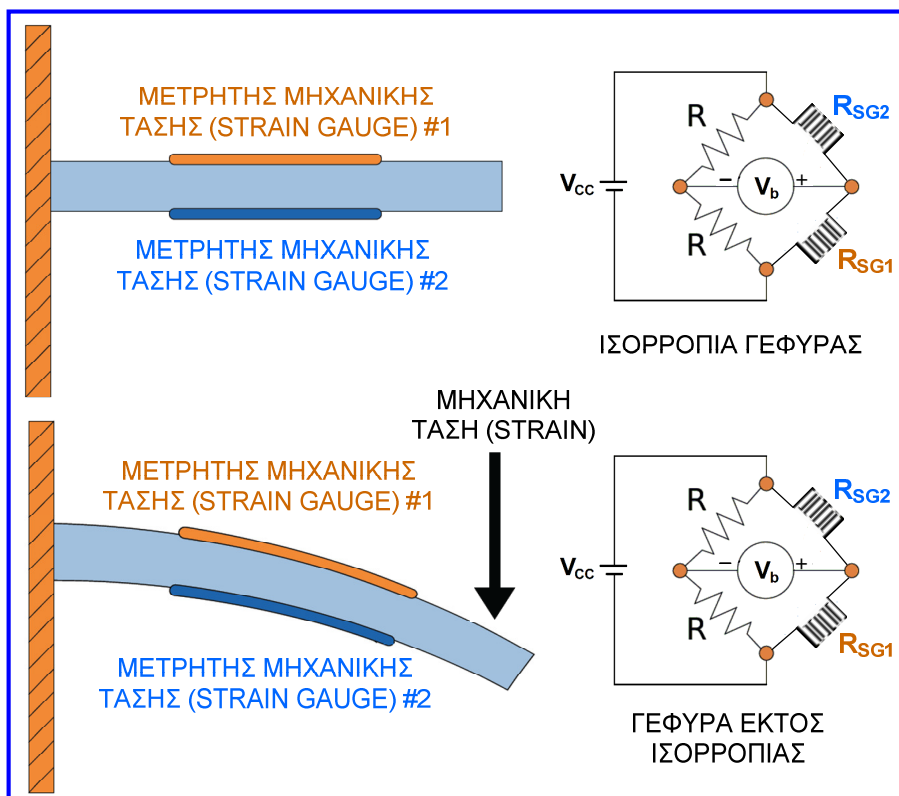 ΜΕΤΡΗΤΗΣ ΜΗΧΑΝΙΚΗΣ
ΤΑΣΗΣ (STRAIN GAUGE) #1
ΜΕΤΡΗΤΗΣ ΜΗΧΑΝΙΚΗΣ
ΤΑΣΗΣ (STRAIN GAUGE) #2
R
RSG2
VCC
− Vb +
R
RSG1
ΙΣΟΡΡΟΠΙΑ ΓΕΦΥΡΑΣ
ΜΗΧΑΝΙΚΗ
ΤΑΣΗ (STRAIN)
ΜΕΤΡΗΤΗΣ ΜΗΧΑΝΙΚΗΣ
ΤΑΣΗΣ (STRAIN GAUGE) #1
ΜΕΤΡΗΤΗΣ ΜΗΧΑΝΙΚΗΣ
ΤΑΣΗΣ (STRAIN GAUGE) #2
R
RSG2
VCC
− Vb +
R
RSG1
ΓΕΦΥΡΑ ΕΚΤΟΣ
ΙΣΟΡΡΟΠΙΑΣ